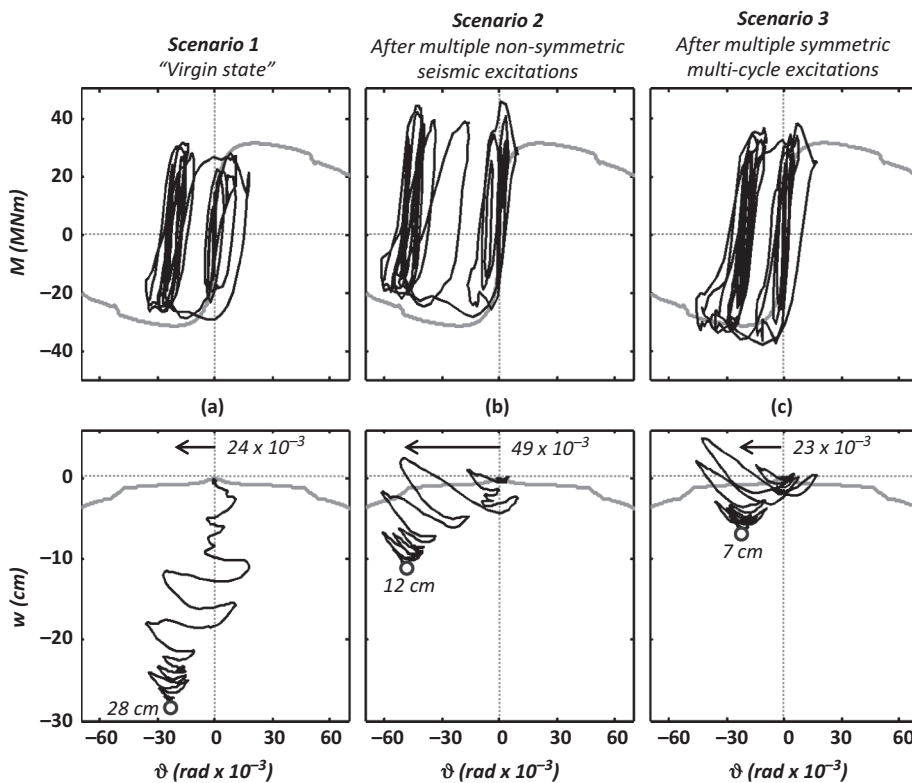 Scenario 1
"Virgin state"
Scenario 2
After multiple non-symmetric
seismic excitations
Scenario 3
After multiple symmetric
multi-cycle excitations
M (MNm)
40
20
0
−20
−40
(a)
(b)
(c)
w (cm)
0
−10
−20
−30
24 x 10⁻³
28 cm
49 x 10⁻³
12 cm
23 x 10⁻³
7 cm
−60 −30 0 30 60
−60 −30 0 30 60
−60 −30 0 30 60
ϑ (rad x 10⁻³)
ϑ (rad x 10⁻³)
ϑ (rad x 10⁻³)